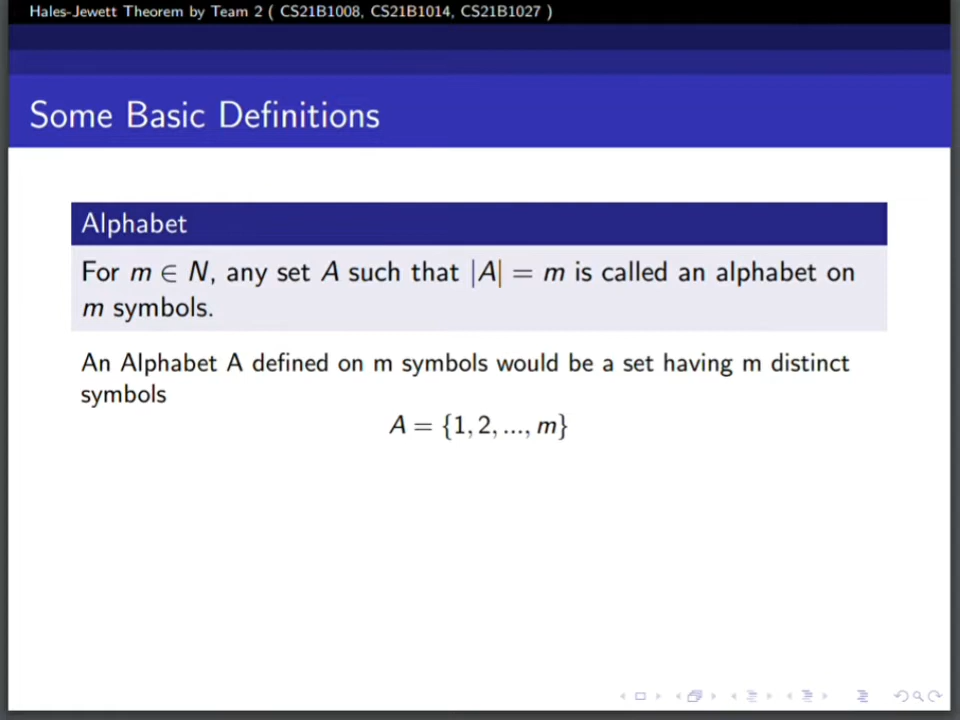 Hales-Jewett Theorem by Team 2 ( CS21B1008, CS21B1014, CS21B1027 )
Some Basic Definitions
Alphabet
For m ∈ N, any set A such that |A| = m is called an alphabet on
m symbols.
An Alphabet A defined on m symbols would be a set having m distinct
symbols
A = {1, 2, ..., m}